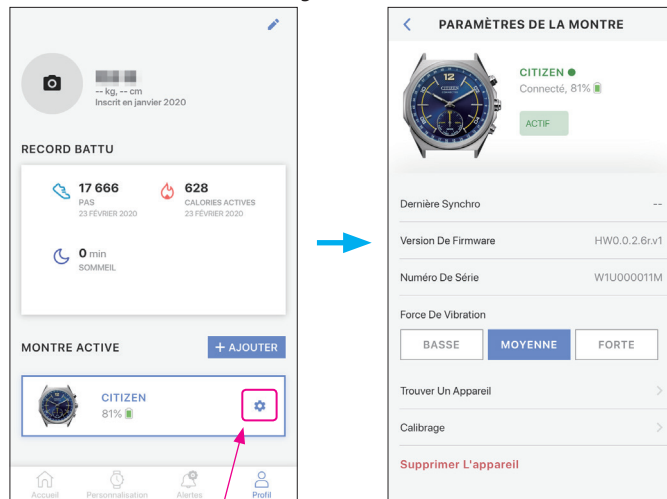 -- kg, -- cm
Inscrit en janvier 2020
RECORD BATTU
17 666
PAS
23 FÉVRIER 2020
628
CALORIES ACTIVES
23 FÉVRIER 2020
0 min
SOMMEIL
MONTRE ACTIVE
+ AJOUTER
CITIZEN
81%
Accueil
Personnalisation
Alertes
Profil
PARAMÈTRES DE LA MONTRE
CITIZEN
Connecté, 81%
ACTIF
Dernière Synchro --
Version De Firmware HW0.0.2.6r.v1
Numéro De Série W1U000011M
Force De Vibration
BASSE MOYENNE FORTE
Trouver Un Appareil
Calibrage
Supprimer L'appareil